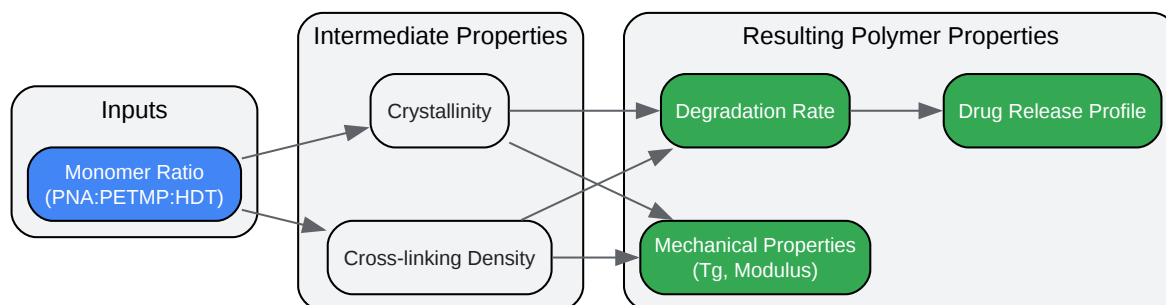 Inputs
Monomer Ratio
(PNA:PETMP:HDT)
Intermediate Properties
Crystallinity
Cross-linking Density
Resulting Polymer Properties
Degradation Rate
Drug Release Profile
Mechanical Properties
(Tg, Modulus)